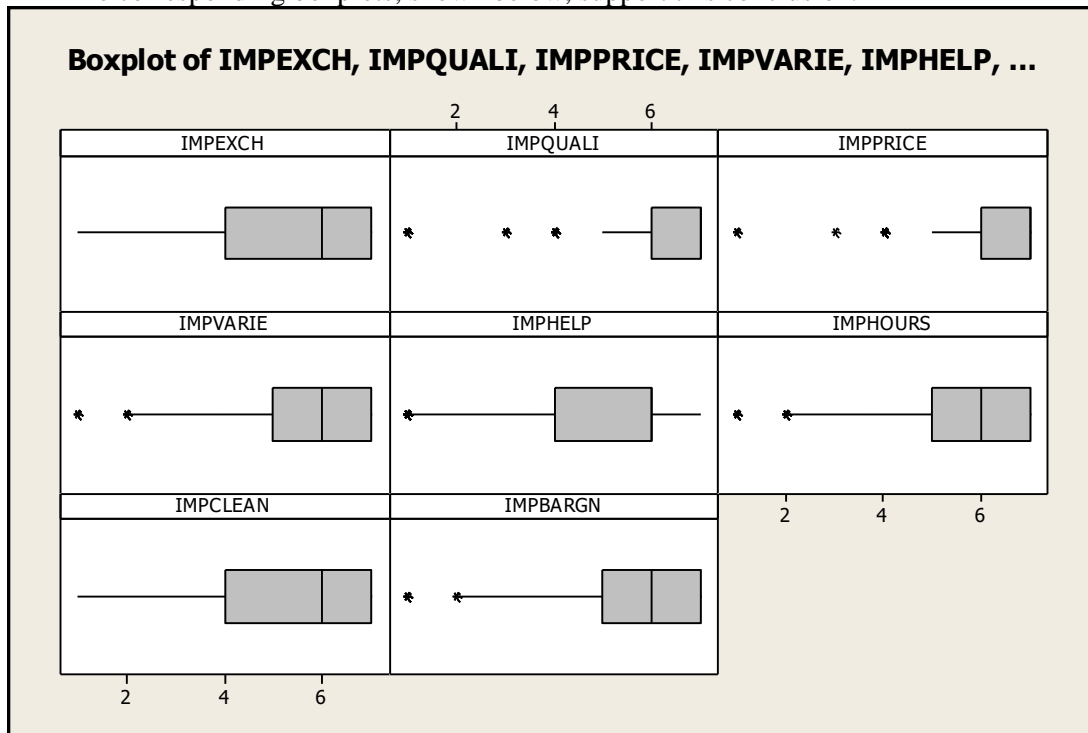 Boxplot of IMPEXCH, IMPQUALI, IMPPRICE, IMPVARIE, IMPHELP, ...
2 4 6
IMPEXCH IMPQUALI IMPPRICE
IMPVARIE IMPHELP IMPHOURS
IMPCLEAN IMPBARGN
2 4 6
2 4 6